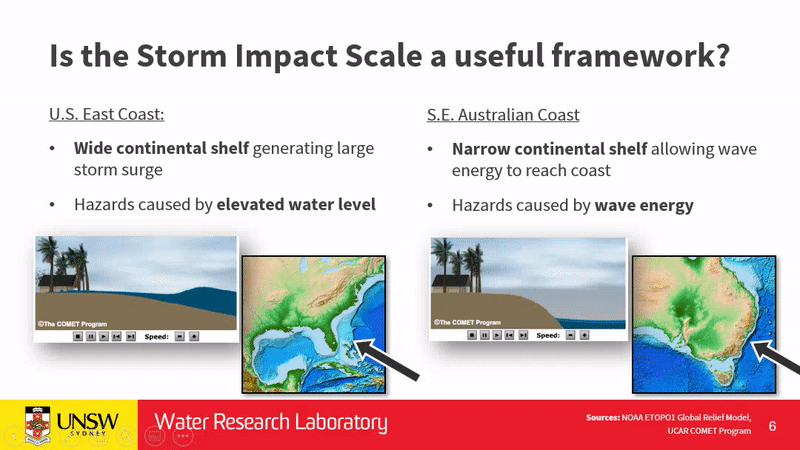 Is the Storm Impact Scale a useful framework?
U.S. East Coast:
• Wide continental shelf generating large
storm surge
• Hazards caused by elevated water level
©The COMET Program
Speed:
S.E. Australian Coast
• Narrow continental shelf allowing wave
energy to reach coast
• Hazards caused by wave energy
©The COMET Program
Speed:
UNSW
SYDNEY
Water Research Laboratory
Sources: NOAA ETOPO1 Global Relief Model,
UCAR COMET Program
6